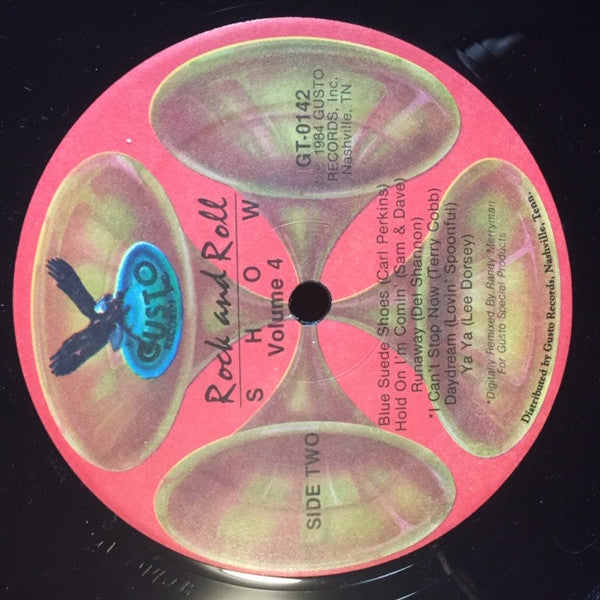 GUSTO
RECORDS
Rock and Roll
SHOW
Volume 4
SIDE TWO
GT-0142
℗© 1984 GUSTO
RECORDS, Inc.
Nashville, TN.
Blue Suede Shoes (Carl Perkins)
Hold On I'm Comin' (Sam & Dave)
Runaway (Del Shannon)
*I Can't Stop Now (Terry Cobb)
Daydream (Lovin' Spoonful)
Ya Ya (Lee Dorsey)
*Digitally Remixed By Randy Merryman
For Gusto Special Products
Distributed by Gusto Records, Nashville, Tenn.